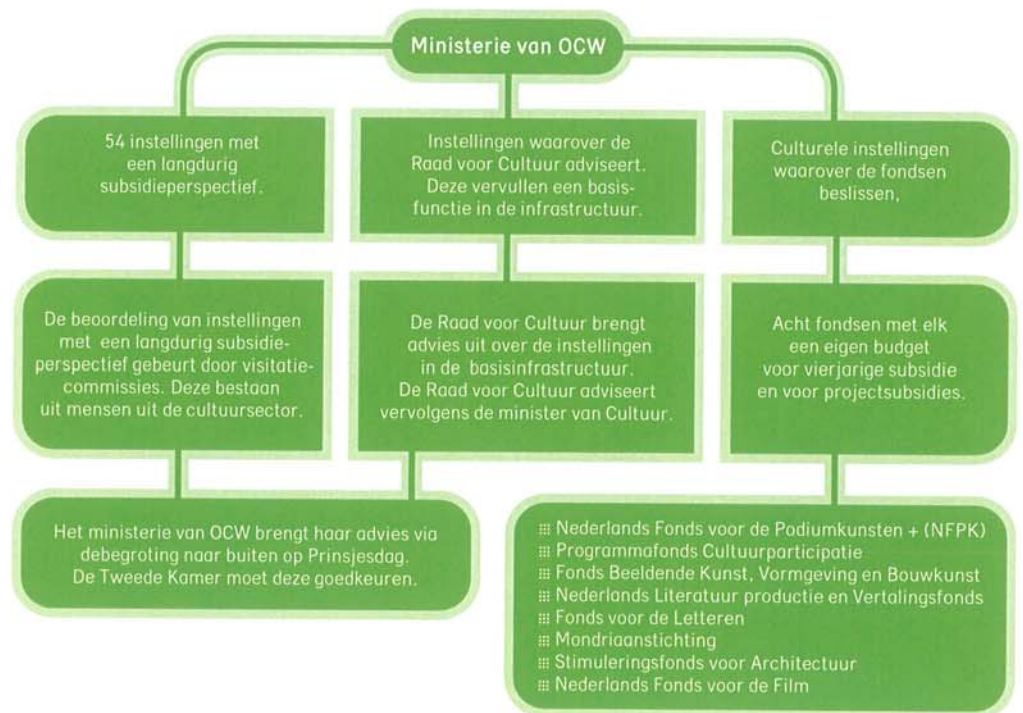 Ministerie van OCW
54 instellingen met
een langdurig
subsidieperspectief.
Instellingen waarover de
Raad voor Cultuur adviseert.
Deze vervullen een basis-
functie in de infrastructuur.
Culturele instellingen
waarover de fondsen
beslissen,
De beoordeling van instellingen
met een langdurig subsidie-
perspectief gebeurt door visitatie-
commissies. Deze bestaan
uit mensen uit de cultuursector.
De Raad voor Cultuur brengt
advies uit over de instellingen
in de basisinfrastructuur.
De Raad voor Cultuur adviseert
vervolgens de minister van Cultuur.
Acht fondsen met elk
een eigen budget
voor vierjarige subsidie
en voor projectsubsidies.
Het ministerie van OCW brengt haar advies via
debegroting naar buiten op Prinsjesdag.
De Tweede Kamer moet deze goedkeuren.
Nederlands Fonds voor de Podiumkunsten + (NFPK)
Programmafonds Cultuurparticipatie
Fonds Beeldende Kunst, Vormgeving en Bouwkunst
Nederlands Literatuur productie en Vertalingsfonds
Fonds voor de Letteren
Mondriaanstichting
Stimuleringsfonds voor Architectuur
Nederlands Fonds voor de Film